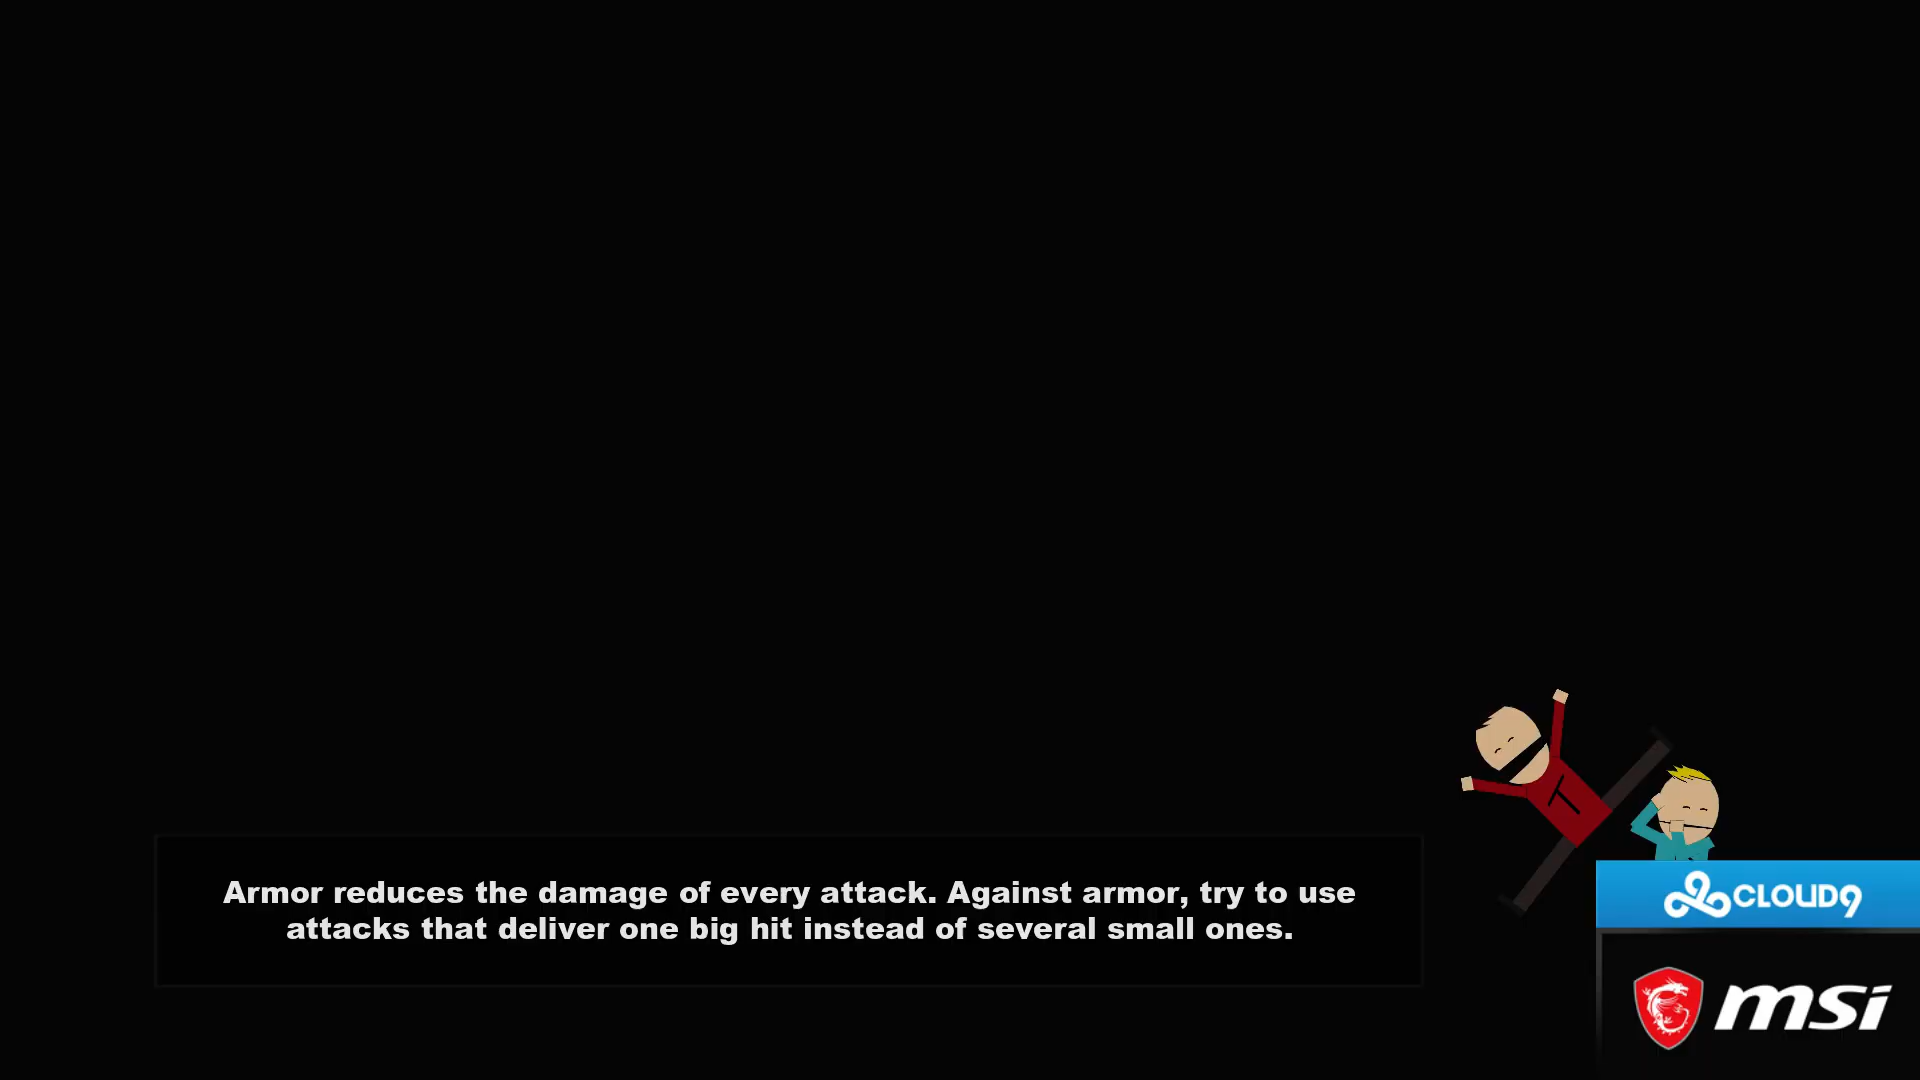 Armor reduces the damage of every attack. Against armor, try to use
attacks that deliver one big hit instead of several small ones.
T
CLOUD9
msi